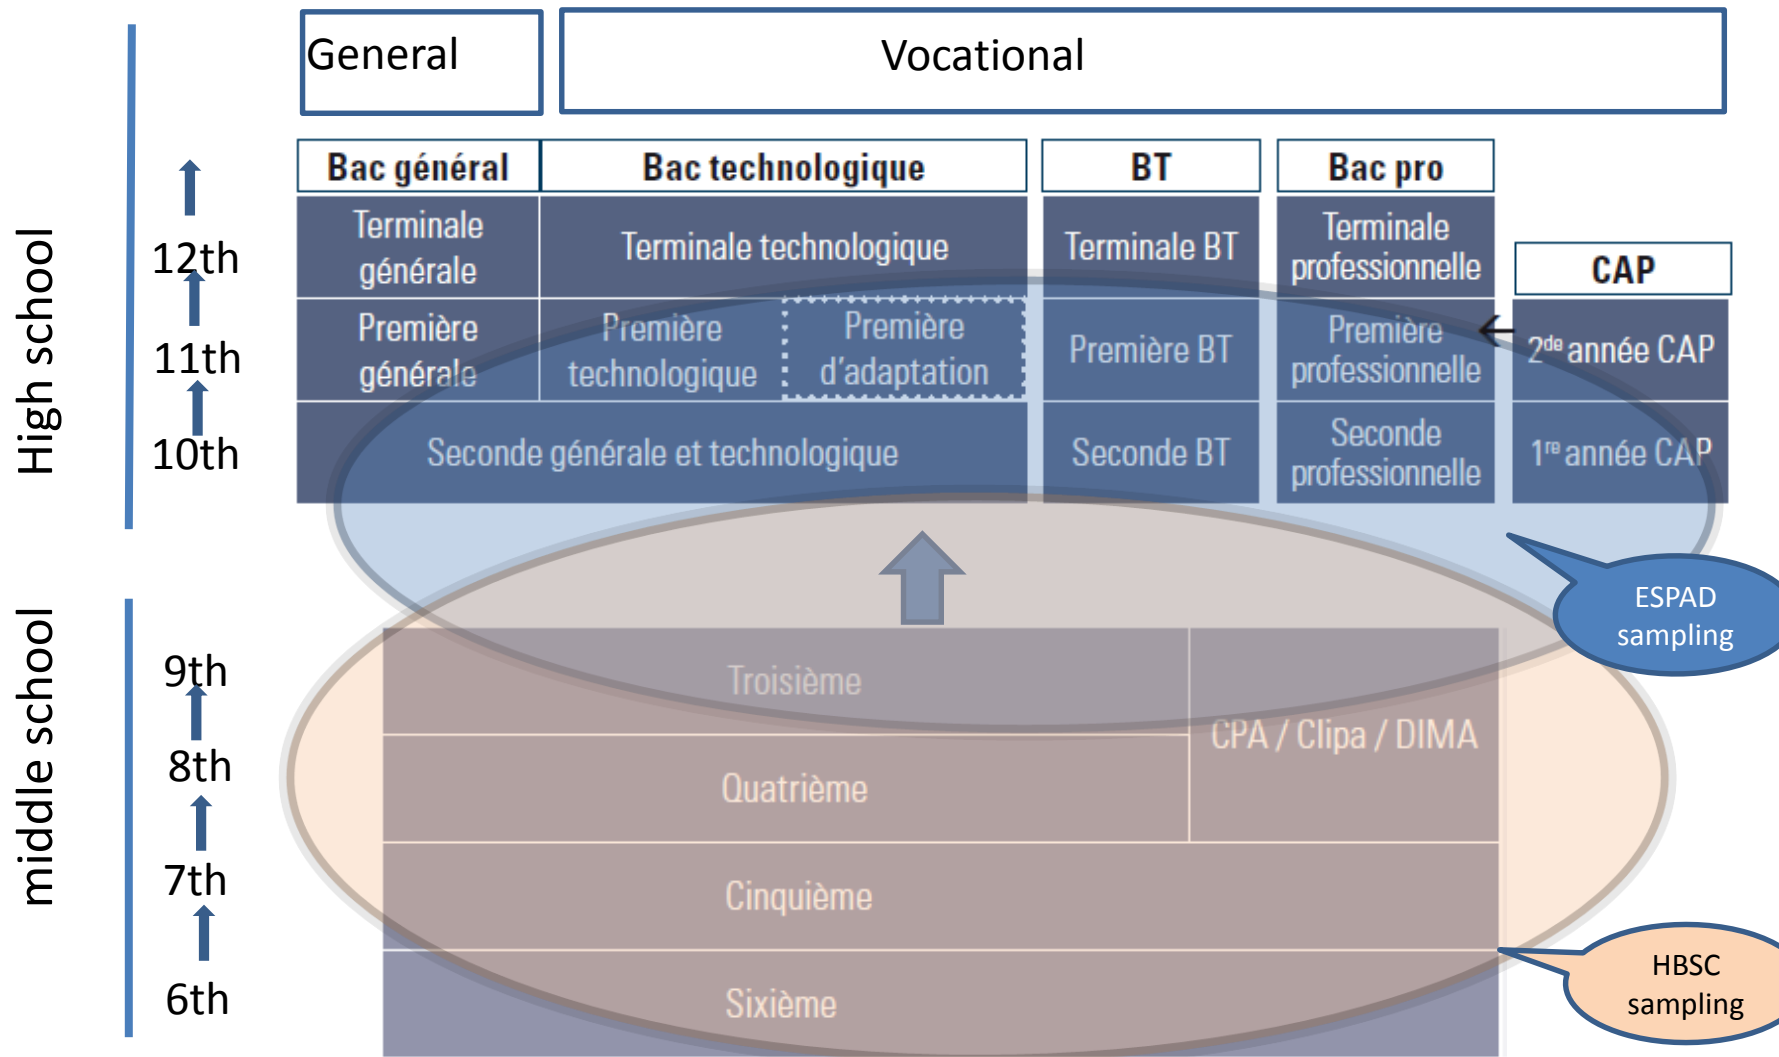 General
Vocational
High school
middle school
Bac général
Bac technologique
BT
Bac pro
CAP
12th
Terminale
générale
Terminale technologique
Terminale BT
Terminale
professionnelle
11th
Première
générale
Première
technologique
Première
d'adaptation
Première BT
Première
professionnelle
2de année CAP
10th
Seconde générale et technologique
Seconde BT
Seconde
professionnelle
1re année CAP
ESPAD
sampling
9th
Troisième
CPA / Clipa / DIMA
8th
Quatrième
7th
Cinquième
6th
Sixième
HBSC
sampling